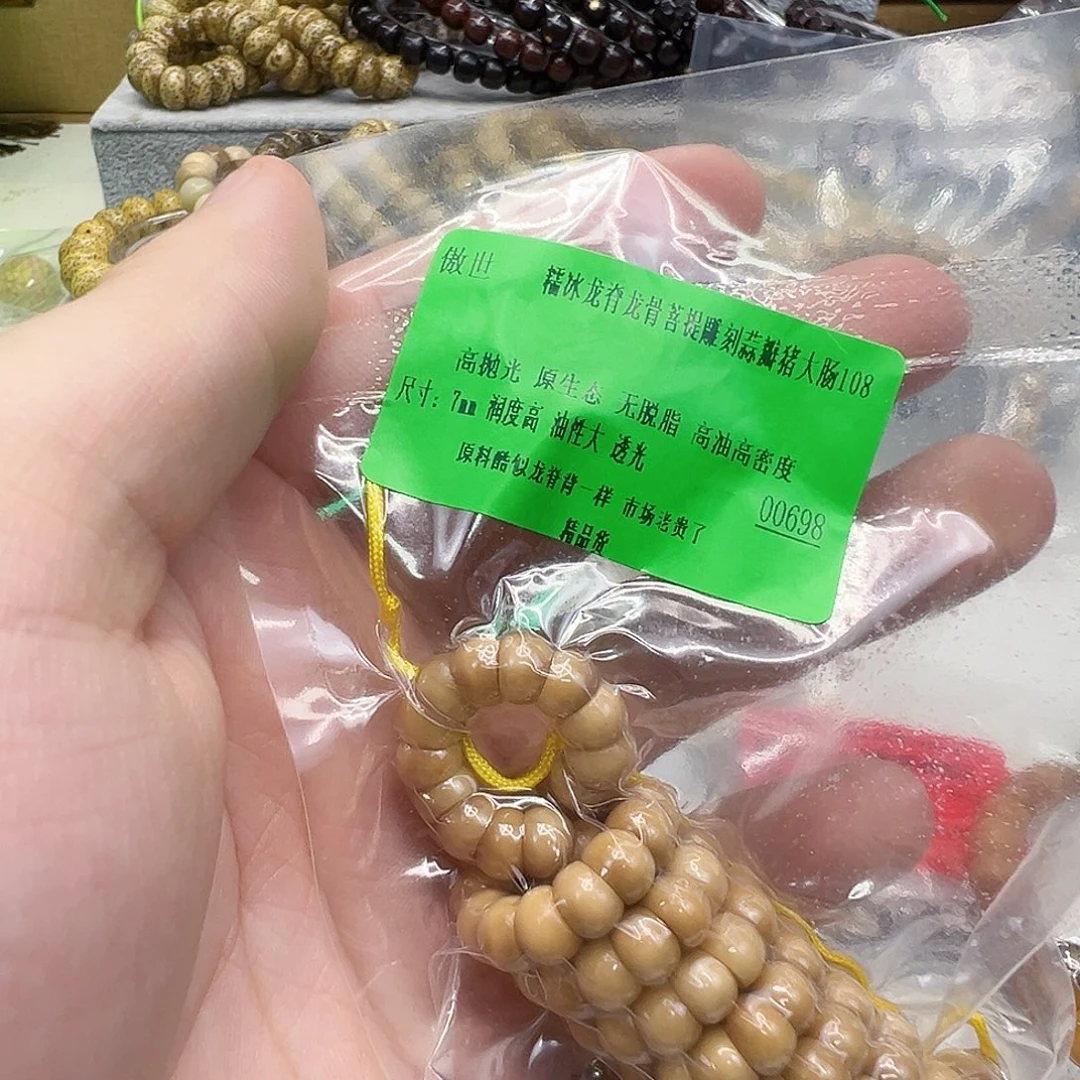 傲世 糯冰龙脊龙骨菩提雕刻蒜瓣猪大肠108
高抛光 原生态 无脱脂 高油高密度
尺寸：7mm 润度高 油性大 透光
原料酷似龙脊背一样 市场老贵了
00698
精品货